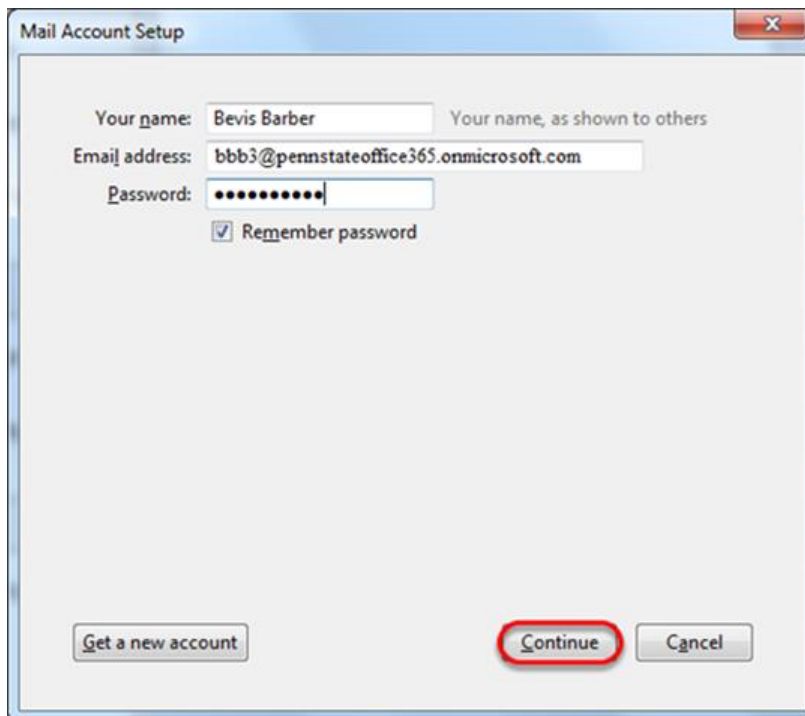 Mail Account Setup
Your name: Bevis Barber Your name, as shown to others
Email address: bbb3@pennstateoffice365.onmicrosoft.com
Password: ●●●●●●●●●●
Remember password
Get a new account Continue Cancel